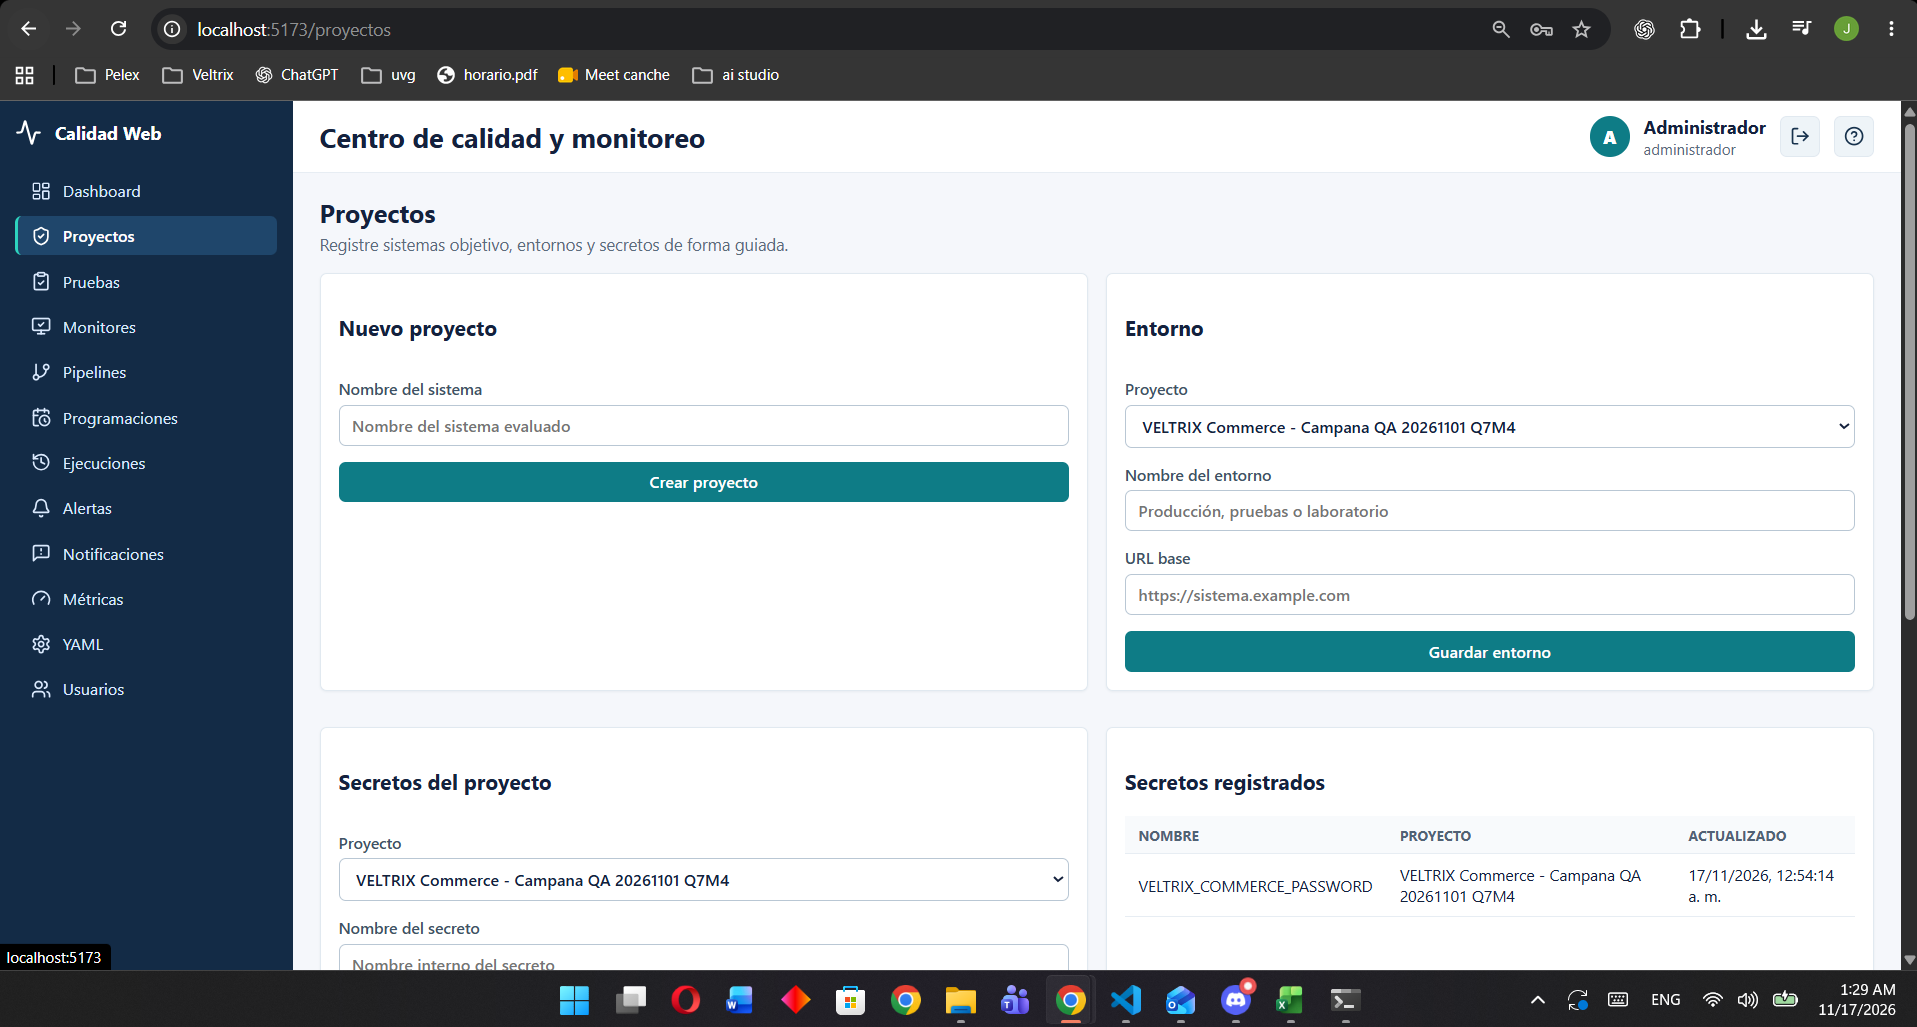 localhost:5173/proyectos
J
Pelex
Veltrix
ChatGPT
uvg
horario.pdf
Meet canche
ai studio
Calidad Web
Dashboard
Proyectos
Pruebas
Monitores
Pipelines
Programaciones
Ejecuciones
Alertas
Notificaciones
Métricas
YAML
Usuarios
Centro de calidad y monitoreo
A
Administrador
administrador
Proyectos
Registre sistemas objetivo, entornos y secretos de forma guiada.
Nuevo proyecto
Nombre del sistema
Nombre del sistema evaluado
Crear proyecto
Entorno
Proyecto
VELTRIX Commerce - Campana QA 20261101 Q7M4
Nombre del entorno
Producción, pruebas o laboratorio
URL base
https://sistema.example.com
Guardar entorno
Secretos del proyecto
Proyecto
VELTRIX Commerce - Campana QA 20261101 Q7M4
Nombre del secreto
Nombre interno del secreto
Secretos registrados
NOMBRE PROYECTO ACTUALIZADO
VELTRIX_COMMERCE_PASSWORD
VELTRIX Commerce - Campana QA
20261101 Q7M4
17/11/2026, 12:54:14
a. m.
localhost:5173
ENG
1:29 AM
11/17/2026